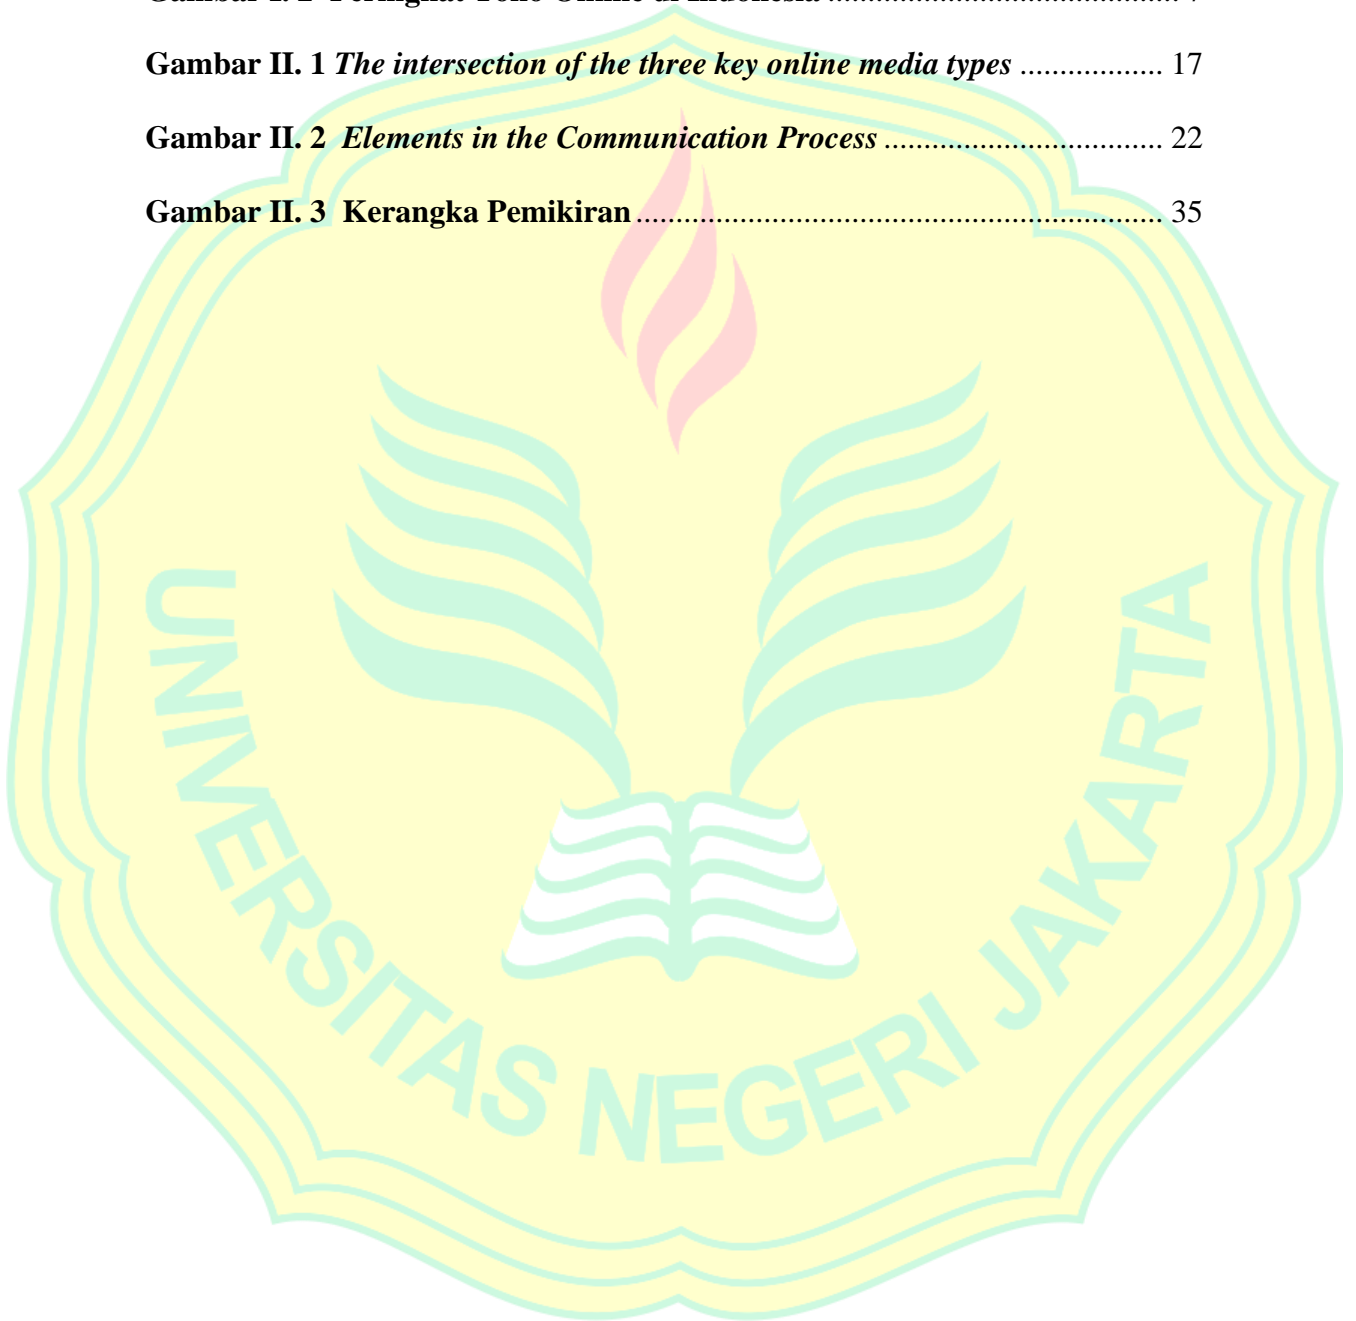 Gambar II. 1 The intersection of the three key online media types .................. 17
Gambar II. 2 Elements in the Communication Process ................................... 22
Gambar II. 3 Kerangka Pemikiran .................................................................. 35
UNIVERSITAS NEGERI JAKARTA